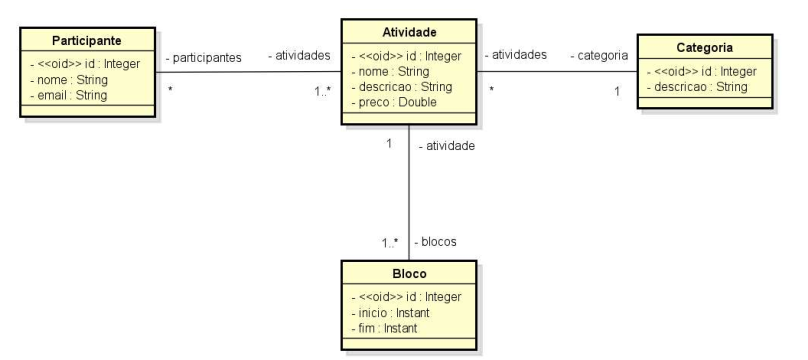 Participante
- <<oid>> id : Integer
- nome : String
- email : String
- participantes
*
- atividades
1..*
Atividade
- <<oid>> id : Integer
- nome : String
- descricao : String
- preco : Double
- atividades
*
- categoria
1
Categoria
- <<oid>> id : Integer
- descricao : String
1
- atividade
1..*
- blocos
Bloco
- <<oid>> id : Integer
- inicio : Instant
- fim : Instant